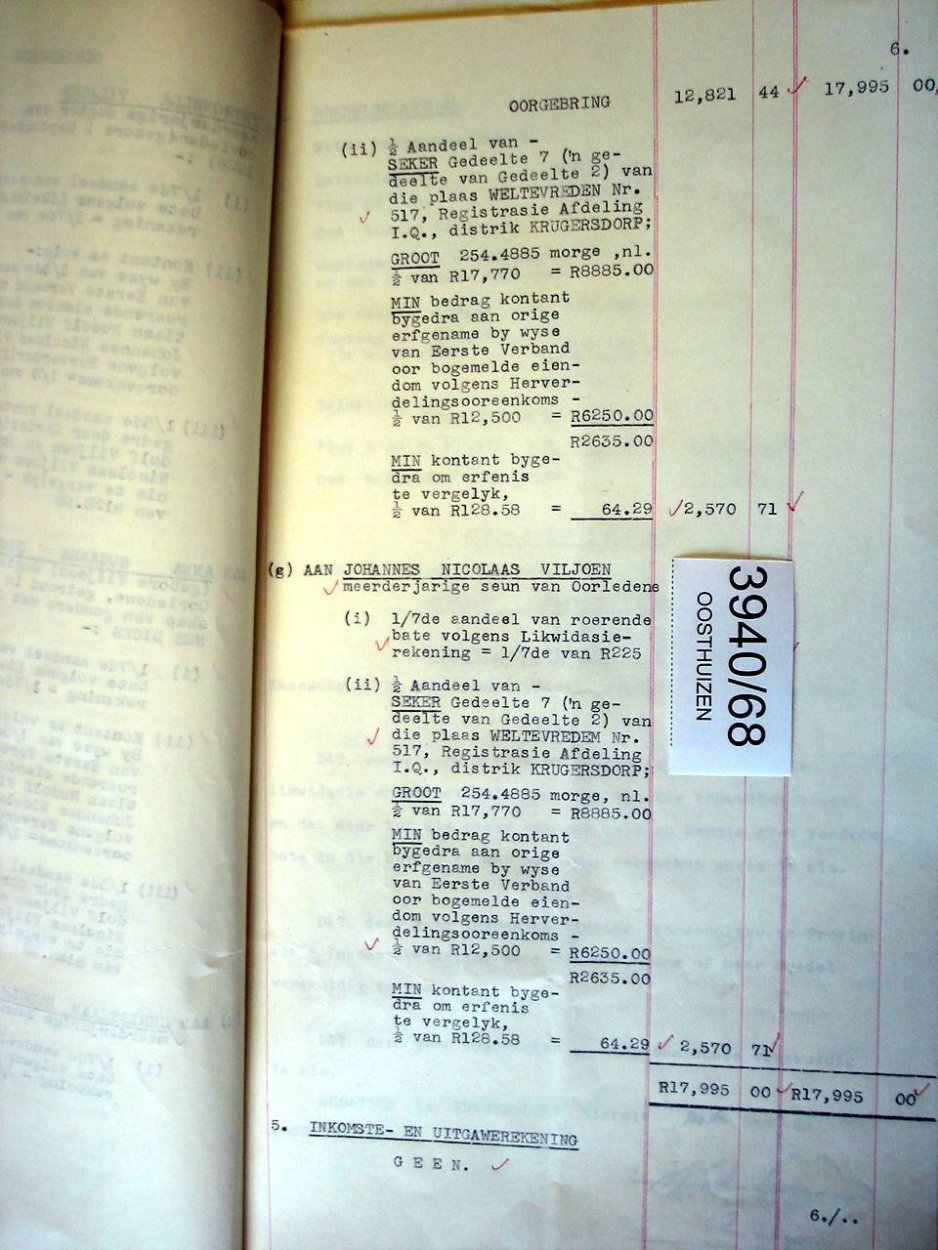 6.
OORGEBRING 12,821 44 17,995 00
(ii) ½ Aandeel van -
SEKER Gedeelte 7 ('n ge-
deelte van Gedeelte 2) van
die plaas WELTEVREDEN Nr.
517, Registrasie Afdeling
I.Q., distrik KRUGERSDORP;
GROOT 254.4885 morge ,nl.
½ van R17,770 = R8885.00
MIN bedrag kontant
bygedra aan orige
erfgename by wyse
van Eerste Verband
oor bogemelde eien-
dom volgens Herver-
delingsooreenkoms -
½ van R12,500 = R6250.00
R2635.00
MIN kontant byge-
dra om erfenis
te vergelyk,
½ van R128.58 = 64.29 2,570 71
(g) AAN JOHANNES NICOLAAS VILJOEN
meerderjarige seun van Oorledene
(i) 1/7de aandeel van roerende
bate volgens Likwidasie-
rekening = 1/7de van R225
(ii) ½ Aandeel van -
SEKER Gedeelte 7 ('n ge-
deelte van Gedeelte 2) van
die plaas WELTEVREDEM Nr.
517, Registrasie Afdeling
I.Q., distrik KRUGERSDORP;
GROOT 254.4885 morge, nl.
½ van R17,770 = R8885.00
MIN bedrag kontant
bygedra aan orige
erfgename by wyse
van Eerste Verband
oor bogemelde eien-
dom volgens Herver-
delingsooreenkoms -
½ van R12,500 = R6250.00
R2635.00
MIN kontant byge-
dra om erfenis
te vergelyk,
½ van R128.58 = 64.29 2,570 71
R17,995 00 R17,995 00
5. INKOMSTE- EN UITGAWEREKENING
G E E N.
6./..
3940/68
OOSTHUIZEN